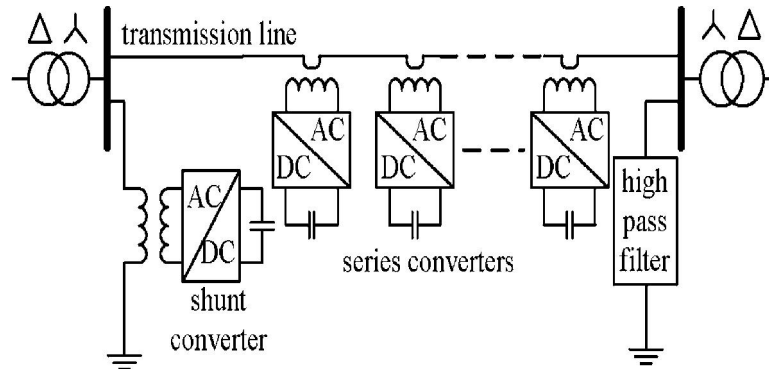 Δ
transmission line
Δ
AC
DC
AC
DC
AC
DC
AC
DC
high
pass
filter
series converters
shunt
converter